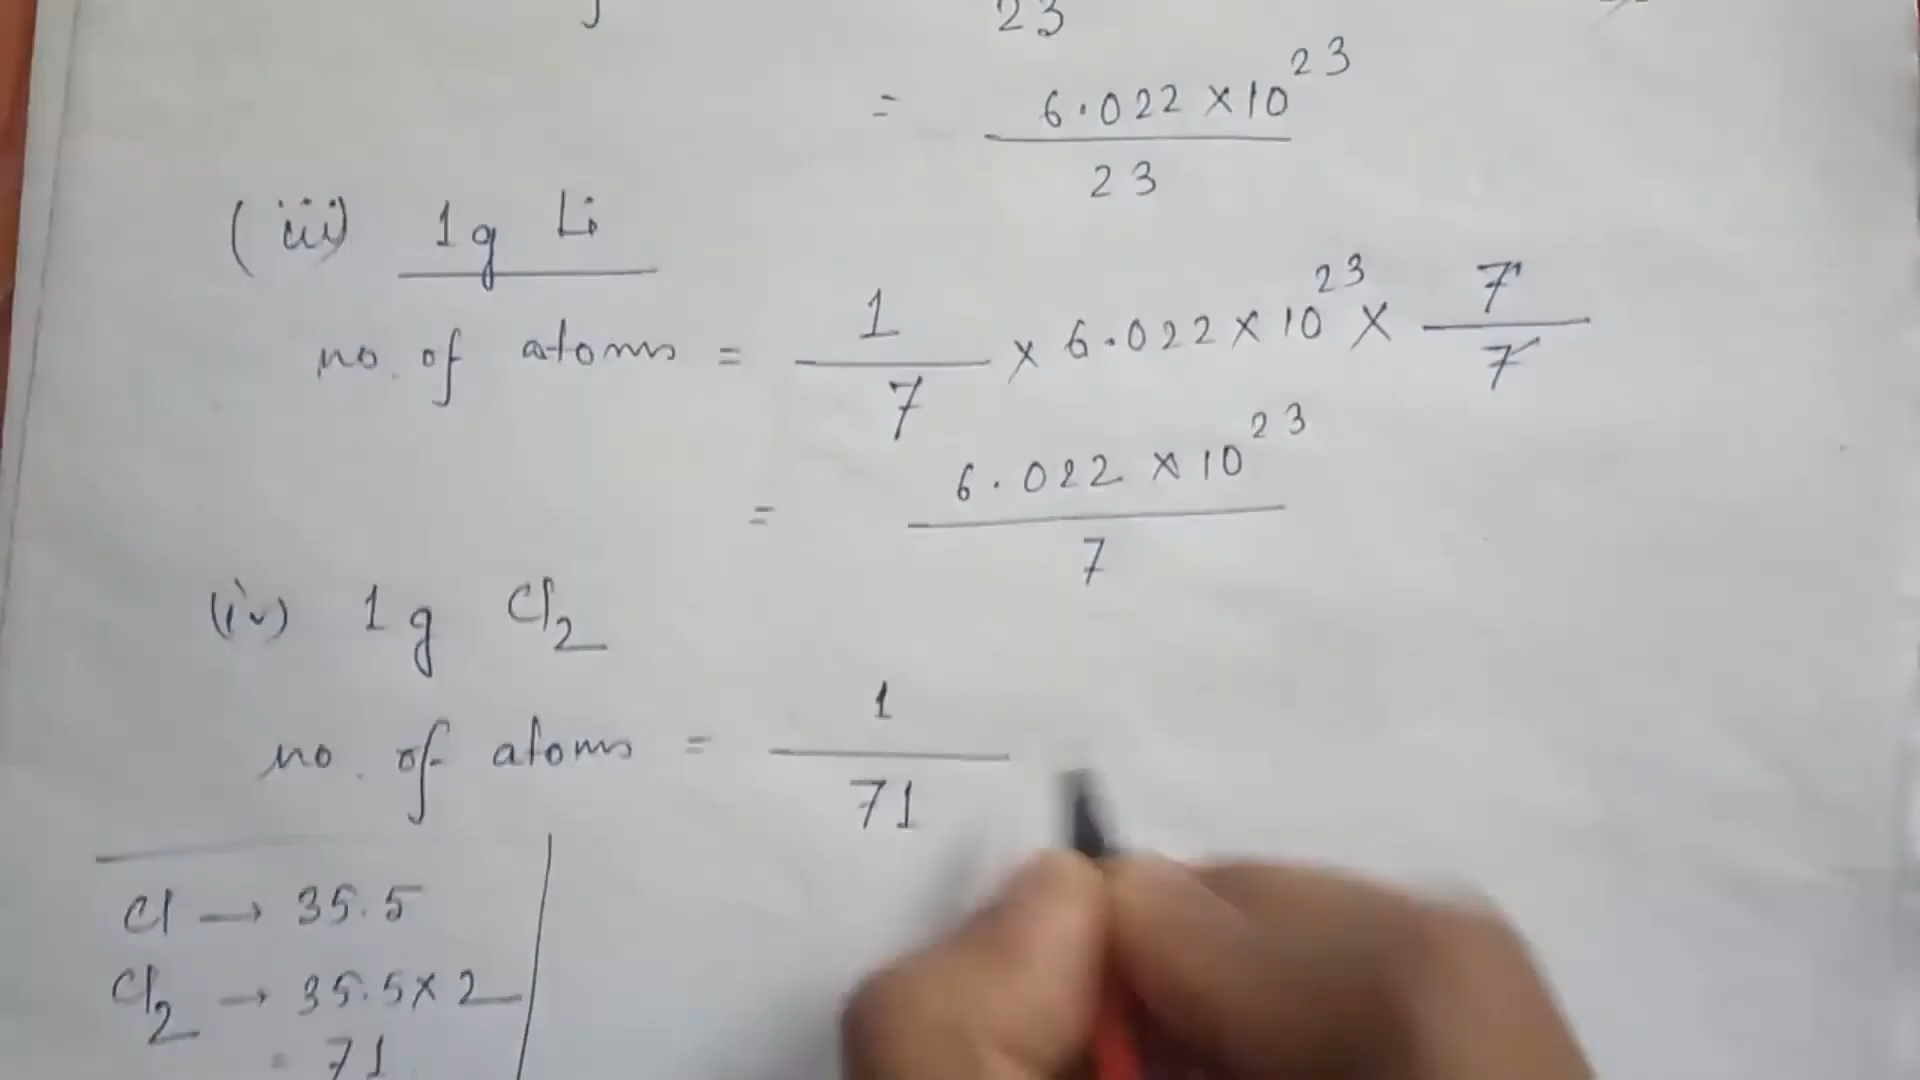 23
= 6.022 × 10^23 / 23
(iii) 1g Li
no. of atoms = 1/7 × 6.022 × 10^23 × 7/7
= 6.022 × 10^23 / 7
(iv) 1g Cl2
no. of atoms = 1/71
Cl → 35.5
Cl2 → 35.5 × 2
= 71